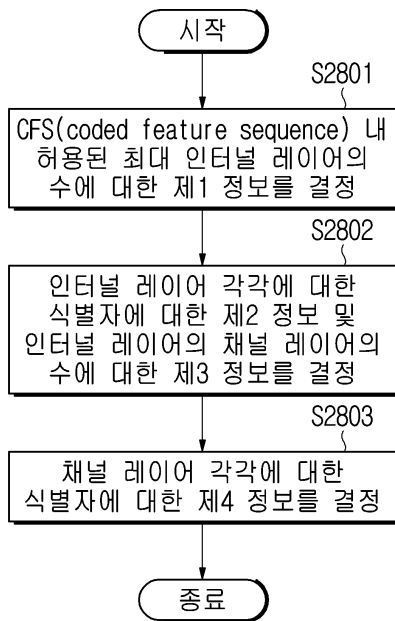 시작
S2801
CFS(coded feature sequence) 내
허용된 최대 인터널 레이어의
수에 대한 제1 정보를 결정
S2802
인터널 레이어 각각에 대한
식별자에 대한 제2 정보 및
인터널 레이어의 채널 레이어의
수에 대한 제3 정보를 결정
S2803
채널 레이어 각각에 대한
식별자에 대한 제4 정보를 결정
종료